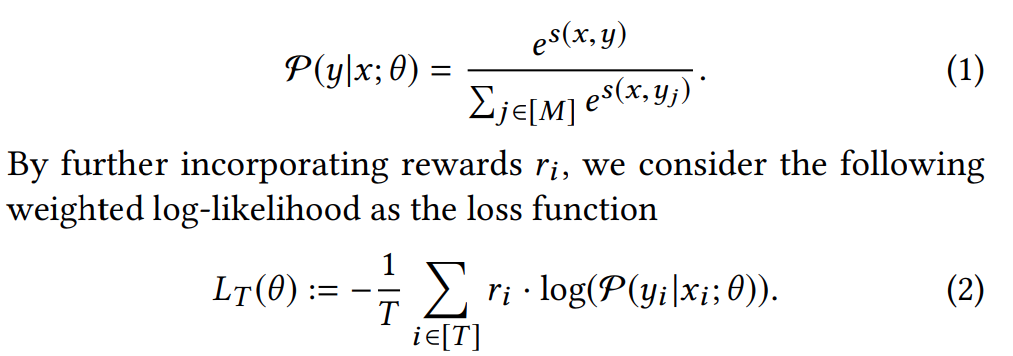 𝒫(y|x; θ) = e^{s(x,y)} / ∑_{j∈[M]} e^{s(x,y_j)}. (1)
By further incorporating rewards r_i, we consider the following
weighted log-likelihood as the loss function
L_T(θ) := −1/T ∑_{i∈[T]} r_i · log(𝒫(y_i|x_i; θ)). (2)